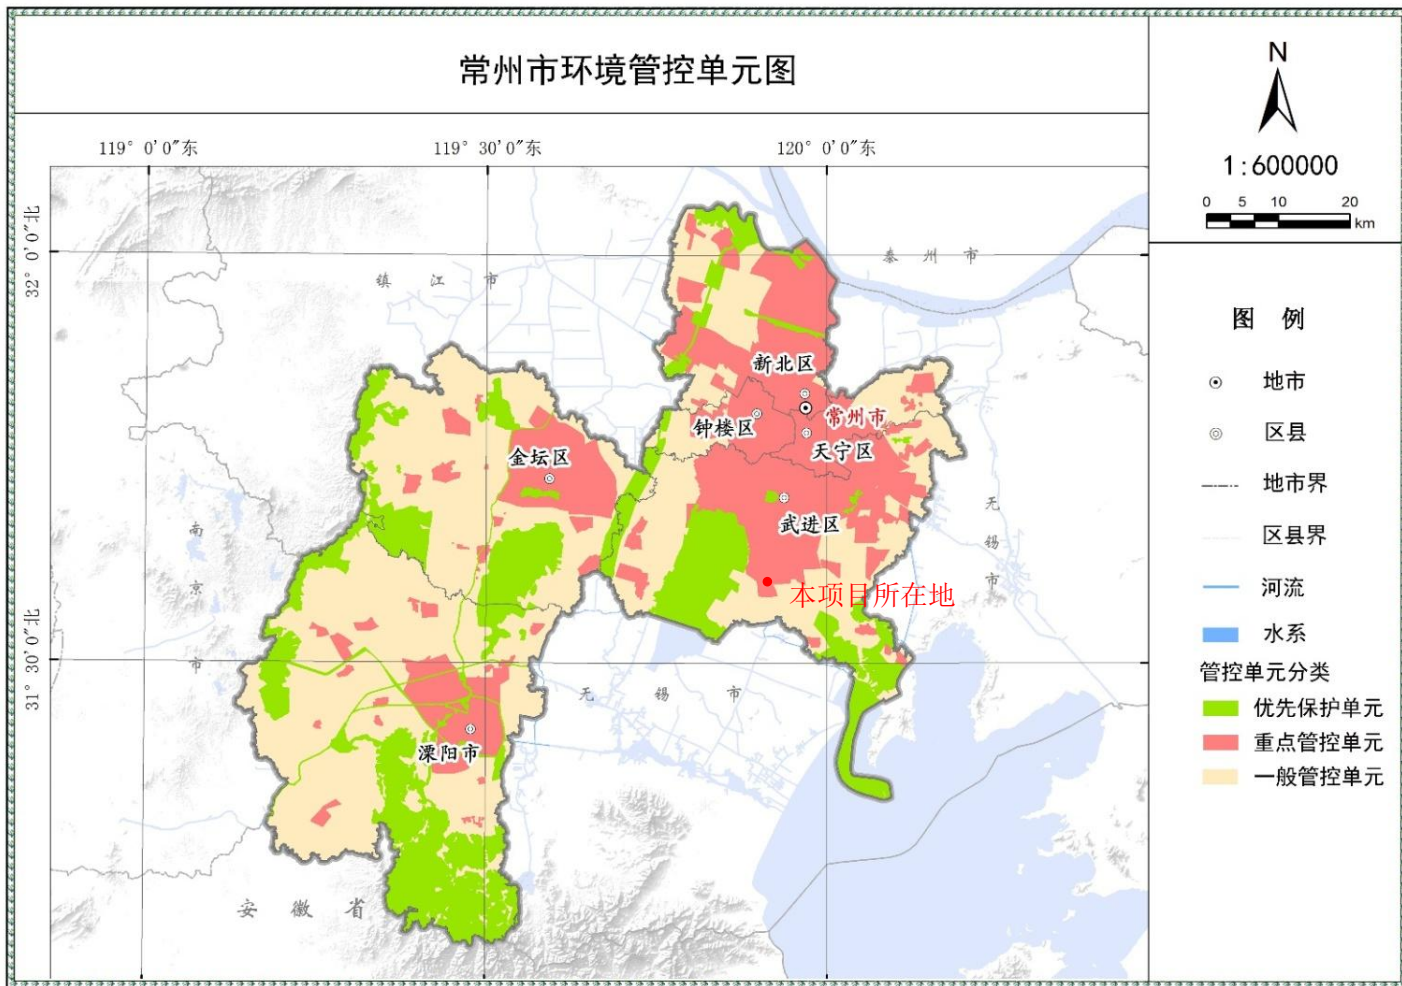 常州市环境管控单元图
119° 0′0″东
119° 30′0″东
120° 0′0″东
32° 0′0″北
31° 30′0″北
镇江市
泰州市
新北区
常州市
钟楼区
天宁区
金坛区
武进区
无锡市
南京市
本项目所在地
无锡市
溧阳市
安徽省
N
1:600000
0 5 10 20
km
图 例
地市
区县
地市界
区县界
河流
水系
管控单元分类
优先保护单元
重点管控单元
一般管控单元